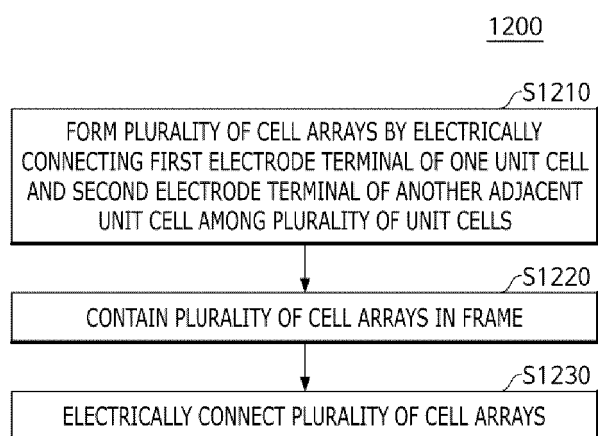 1200
S1210
FORM PLURALITY OF CELL ARRAYS BY ELECTRICALLY
CONNECTING FIRST ELECTRODE TERMINAL OF ONE UNIT CELL
AND SECOND ELECTRODE TERMINAL OF ANOTHER ADJACENT
UNIT CELL AMONG PLURALITY OF UNIT CELLS
S1220
CONTAIN PLURALITY OF CELL ARRAYS IN FRAME
S1230
ELECTRICALLY CONNECT PLURALITY OF CELL ARRAYS